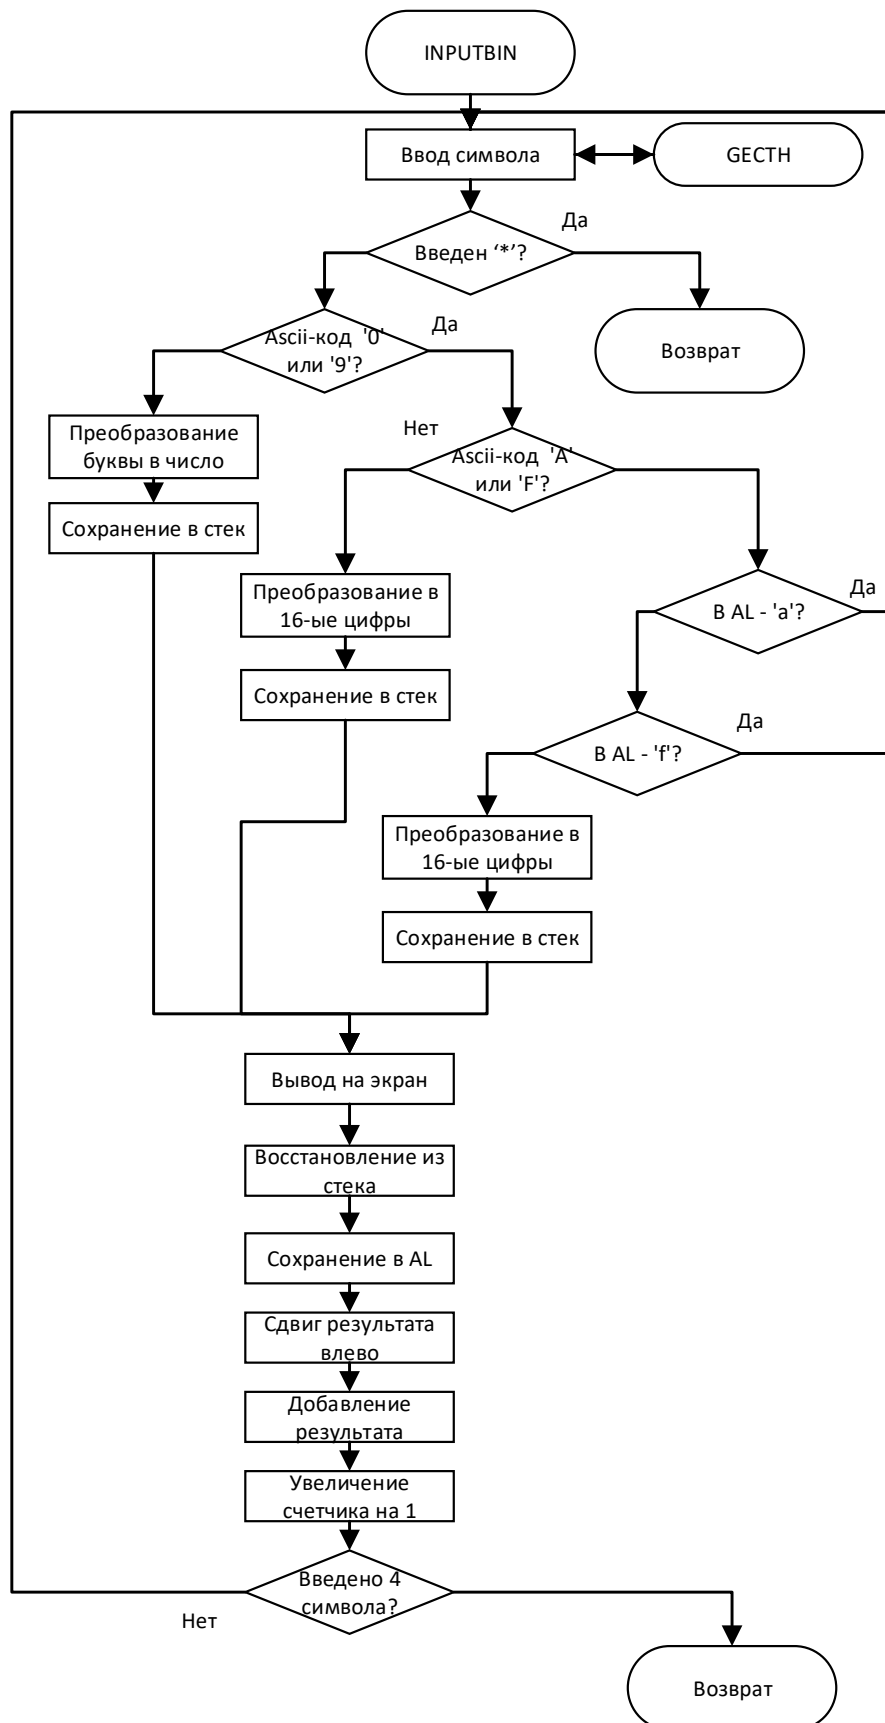 INPUTBIN
Ввод символа
GECTH
Да
Введен ‘*’?
Ascii-код '0'
или '9'?
Да
Возврат
Преобразование
буквы в число
Нет
Ascii-код 'A'
или 'F'?
Сохранение в стек
Преобразование в
16-ые цифры
В AL - 'a'?
Да
Сохранение в стек
Да
В AL - 'f'?
Преобразование в
16-ые цифры
Сохранение в стек
Вывод на экран
Восстановление из
стека
Сохранение в AL
Сдвиг результата
влево
Добавление
результата
Увеличение
счетчика на 1
Введено 4
символа?
Нет
Возврат